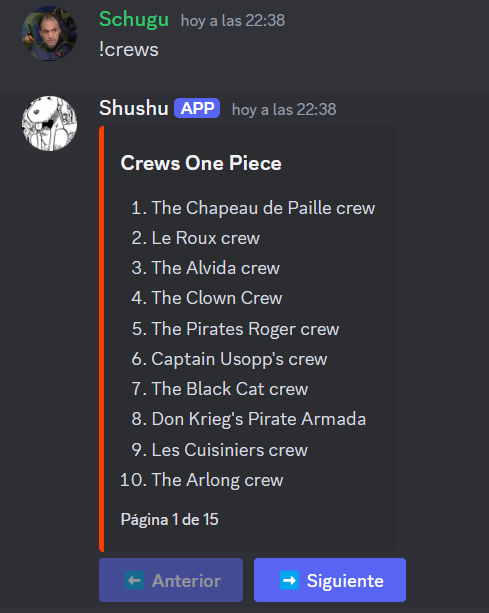 Schugu hoy a las 22:38
!crews
Shushu APP hoy a las 22:38
Crews One Piece
1. The Chapeau de Paille crew
2. Le Roux crew
3. The Alvida crew
4. The Clown Crew
5. The Pirates Roger crew
6. Captain Usopp's crew
7. The Black Cat crew
8. Don Krieg's Pirate Armada
9. Les Cuisiniers crew
10. The Arlong crew
Página 1 de 15
Anterior
Siguiente